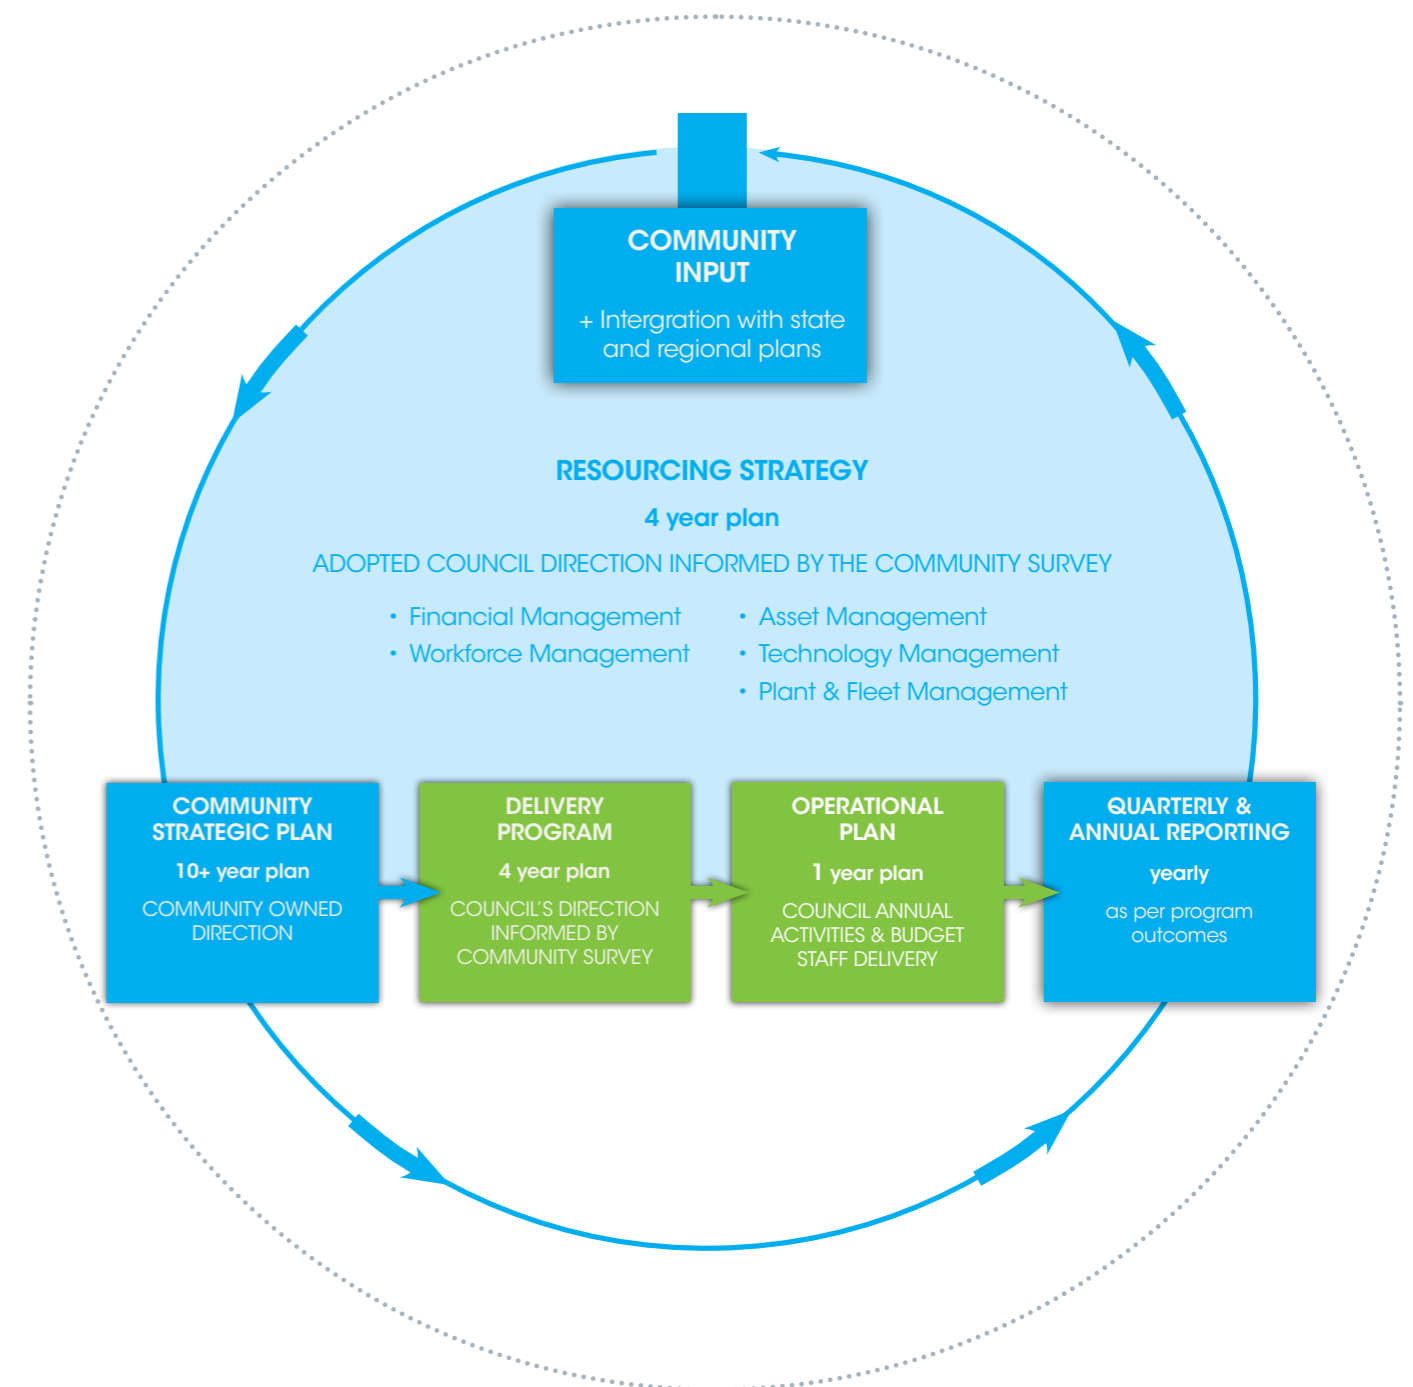 COMMUNITY
INPUT
+ Intergration with state
and regional plans
RESOURCING STRATEGY
4 year plan
ADOPTED COUNCIL DIRECTION INFORMED BY THE COMMUNITY SURVEY
• Financial Management
• Workforce Management
• Asset Management
• Technology Management
• Plant & Fleet Management
COMMUNITY
STRATEGIC PLAN
10+ year plan
COMMUNITY OWNED
DIRECTION
DELIVERY
PROGRAM
4 year plan
COUNCIL'S DIRECTION
INFORMED BY
COMMUNITY SURVEY
OPERATIONAL
PLAN
1 year plan
COUNCIL ANNUAL
ACTIVITIES & BUDGET
STAFF DELIVERY
QUARTERLY &
ANNUAL REPORTING
yearly
as per program
outcomes